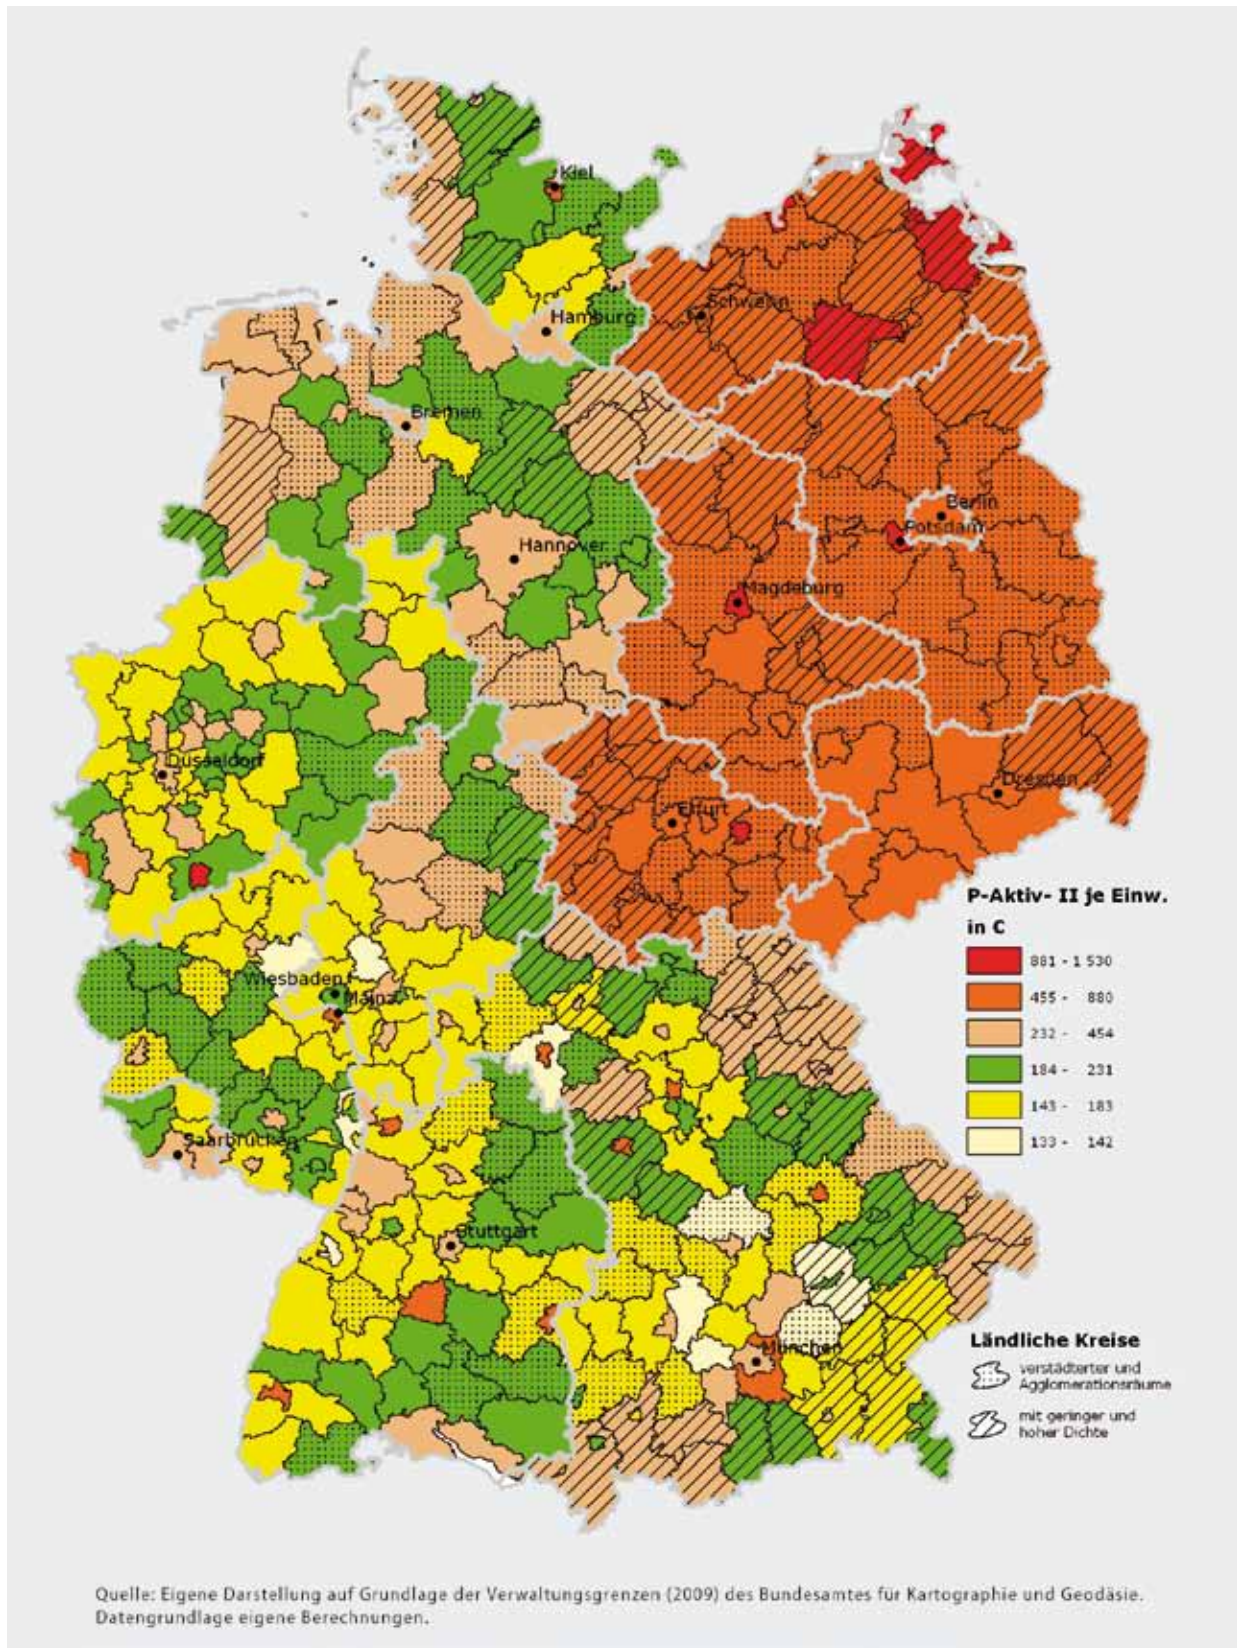 Kiel
Schwerin
Hamburg
Bremen
Berlin
Potsdam
Hannover
Magdeburg
Düsseldorf
Dresden
Erfurt
P-Aktiv- II je Einw.
in C
881 - 1 530
455 - 880
232 - 454
184 - 231
143 - 183
133 - 142
Wiesbaden
Mainz
Saarbrücken
Stuttgart
München
Ländliche Kreise
verstädterter und
Agglomerationsräume
mit geringer und
hoher Dichte
Quelle: Eigene Darstellung auf Grundlage der Verwaltungsgrenzen (2009) des Bundesamtes für Kartographie und Geodäsie.
Datengrundlage eigene Berechnungen.